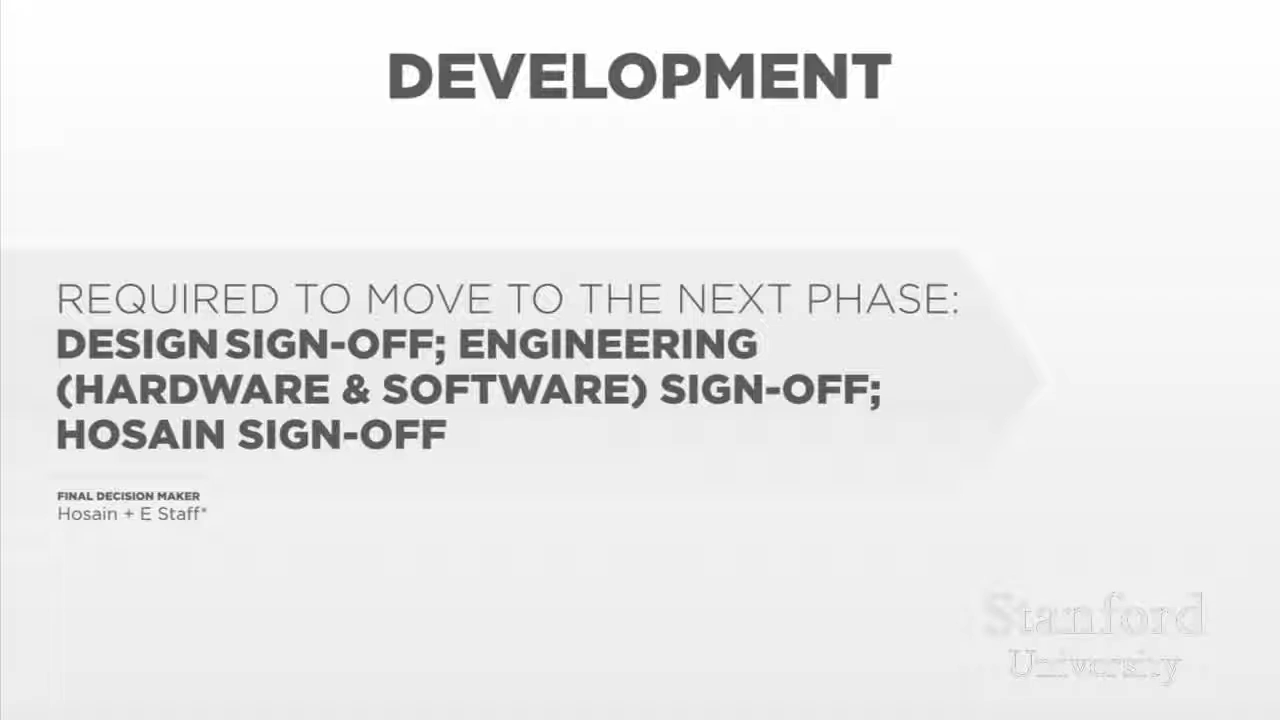 DEVELOPMENT
REQUIRED TO MOVE TO THE NEXT PHASE:
DESIGN SIGN-OFF; ENGINEERING
(HARDWARE & SOFTWARE) SIGN-OFF;
HOSAIN SIGN-OFF
FINAL DECISION MAKER
Hosain + E Staff*
Stanford
University